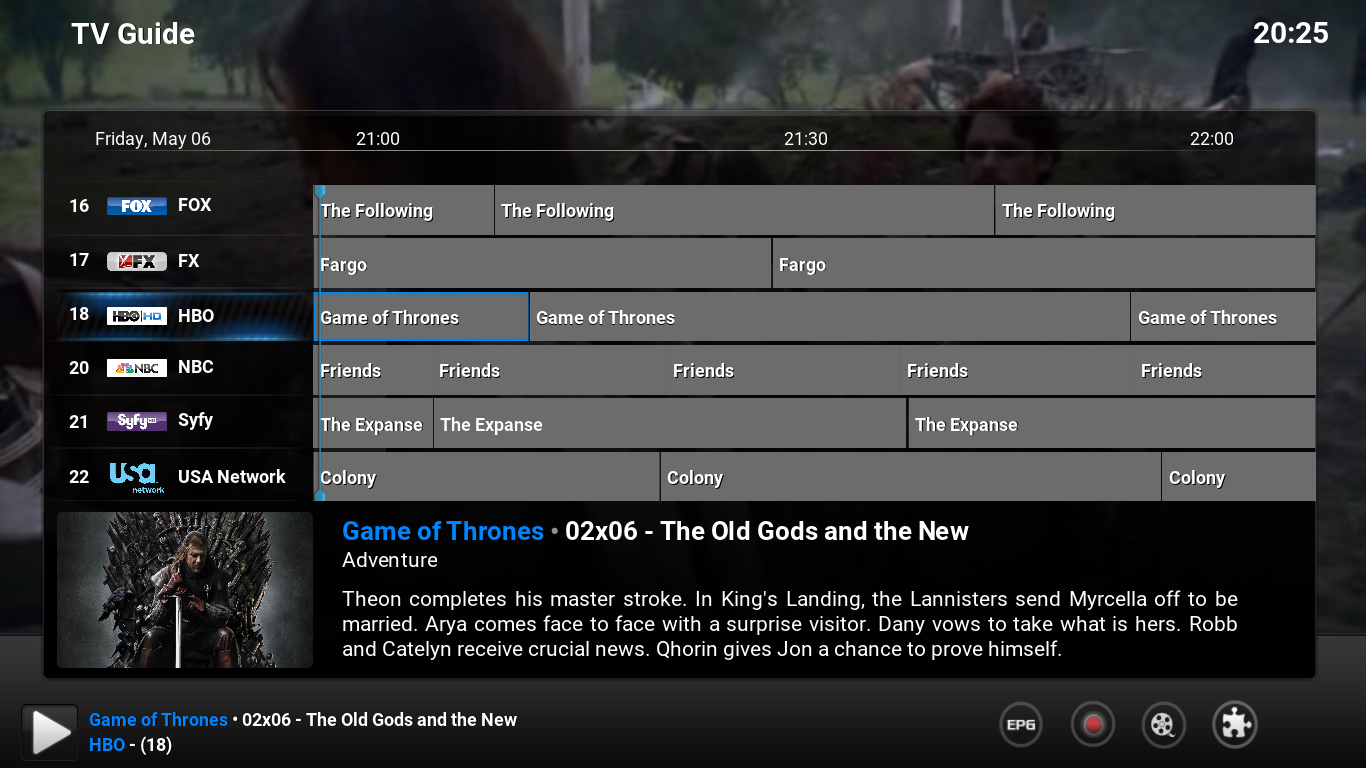 TV Guide
20:25
Friday, May 06 21:00 21:30 22:00
16 FOX FOX The Following The Following The Following
17 FX FX Fargo Fargo
18 HBO HD HBO Game of Thrones Game of Thrones Game of Thrones
20 NBC NBC Friends Friends Friends Friends Friends
21 Syfy HD Syfy The Expanse The Expanse The Expanse
22 usa network USA Network Colony Colony Colony
Game of Thrones • 02x06 - The Old Gods and the New
Adventure
Theon completes his master stroke. In King's Landing, the Lannisters send Myrcella off to be
married. Arya comes face to face with a surprise visitor. Dany vows to take what is hers. Robb
and Catelyn receive crucial news. Qhorin gives Jon a chance to prove himself.
Game of Thrones • 02x06 - The Old Gods and the New
HBO - (18)
EPG